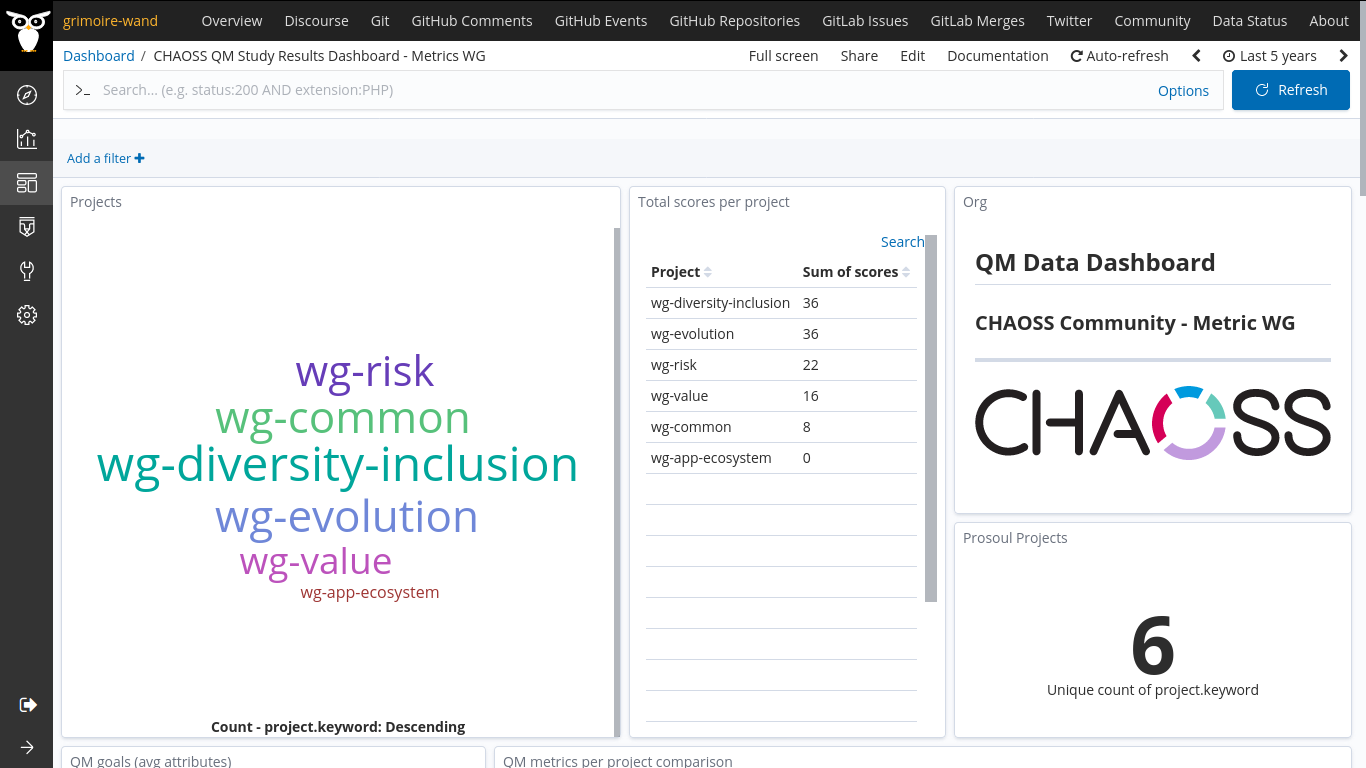 grimoire-wand Overview Discourse Git GitHub Comments GitHub Events GitHub Repositories GitLab Issues GitLab Merges Twitter Community Data Status About
Dashboard / CHAOSS QM Study Results Dashboard - Metrics WG Full screen Share Edit Documentation Auto-refresh Last 5 years
>_ Search... (e.g. status:200 AND extension:PHP) Options Refresh
Add a filter
Projects
wg-risk
wg-common
wg-diversity-inclusion
wg-evolution
wg-value
wg-app-ecosystem
Count - project.keyword: Descending
Total scores per project
Search
Project Sum of scores
wg-diversity-inclusion 36
wg-evolution 36
wg-risk 22
wg-value 16
wg-common 8
wg-app-ecosystem 0
Org
QM Data Dashboard
CHAOSS Community - Metric WG
CHAOSS
Prosoul Projects
6
Unique count of project.keyword
QM goals (avg attributes)
QM metrics per project comparison